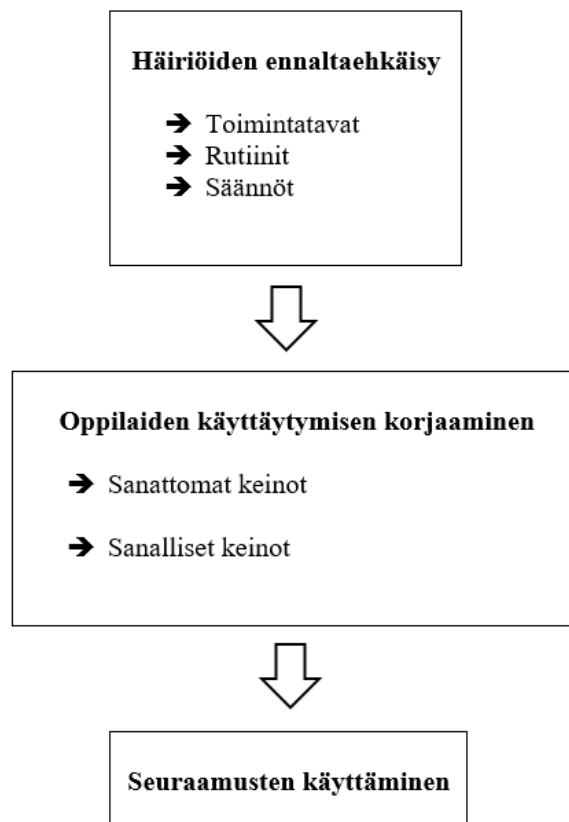 Häiriöiden ennaltaehkäisy
➔ Toimintatavat
➔ Rutiinit
➔ Säännöt
Oppilaiden käyttäytymisen korjaaminen
➔ Sanattomat keinot
➔ Sanalliset keinot
Seuraamusten käyttäminen